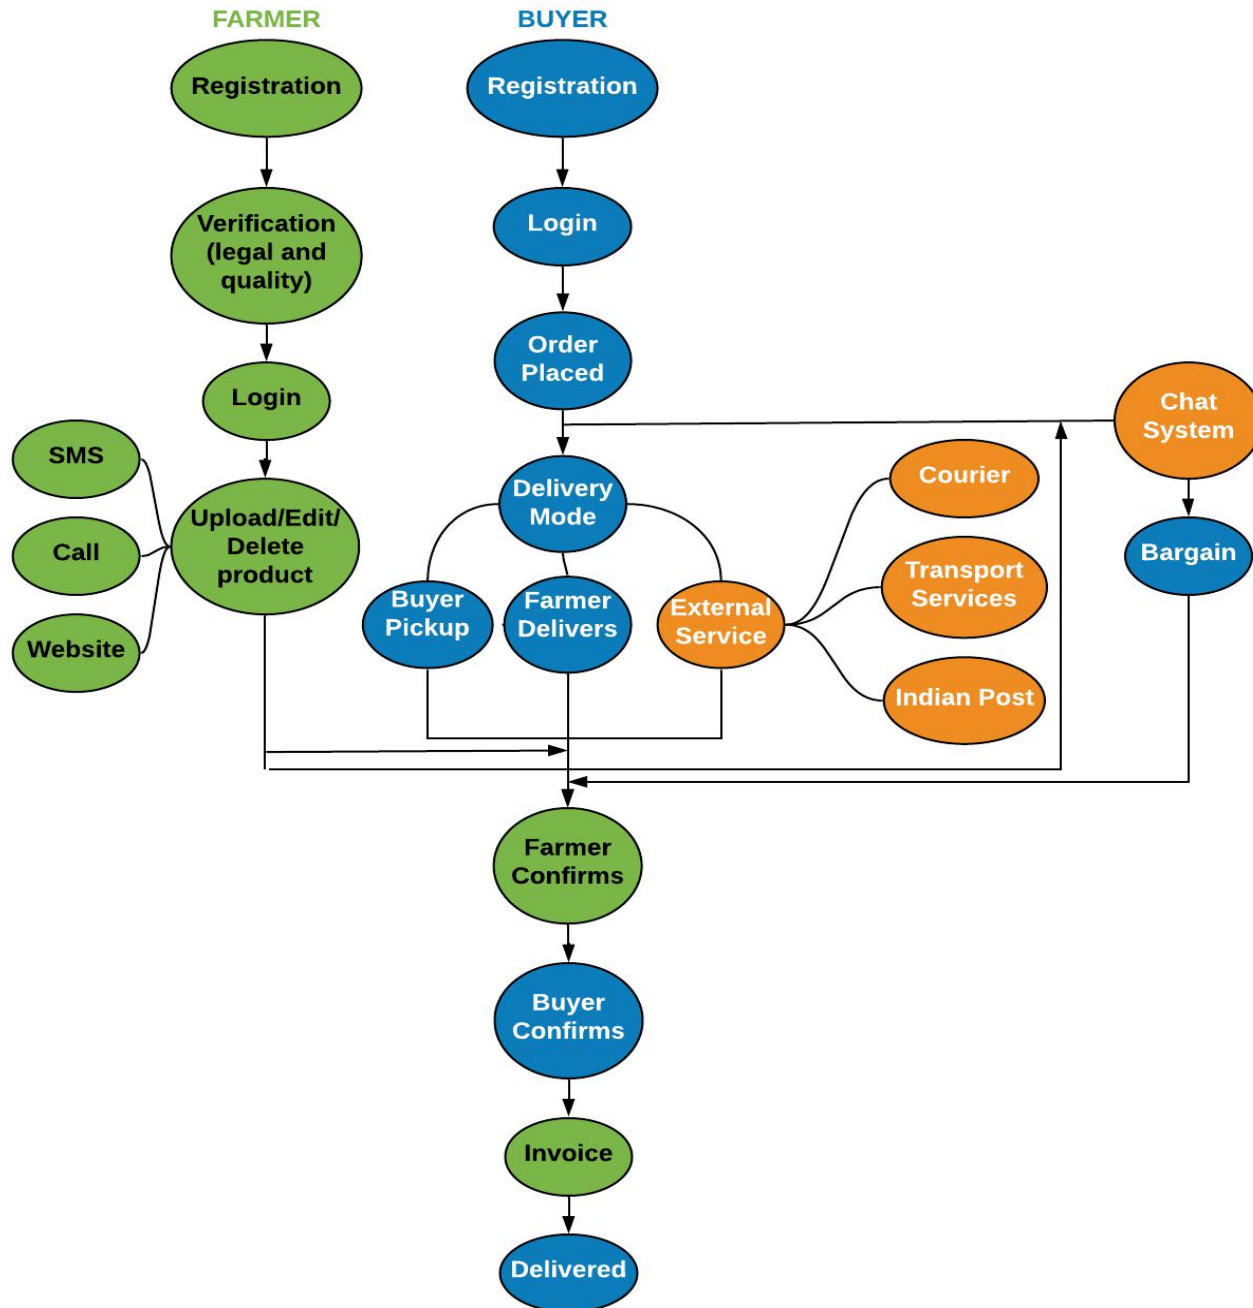 FARMER
BUYER
Registration
Registration
Verification
(legal and
quality)
Login
Order
Placed
Login
Chat
System
SMS
Call
Website
Upload/Edit/
Delete
product
Delivery
Mode
Courier
Transport
Services
Indian Post
Bargain
Buyer
Pickup
Farmer
Delivers
External
Service
Farmer
Confirms
Buyer
Confirms
Invoice
Delivered